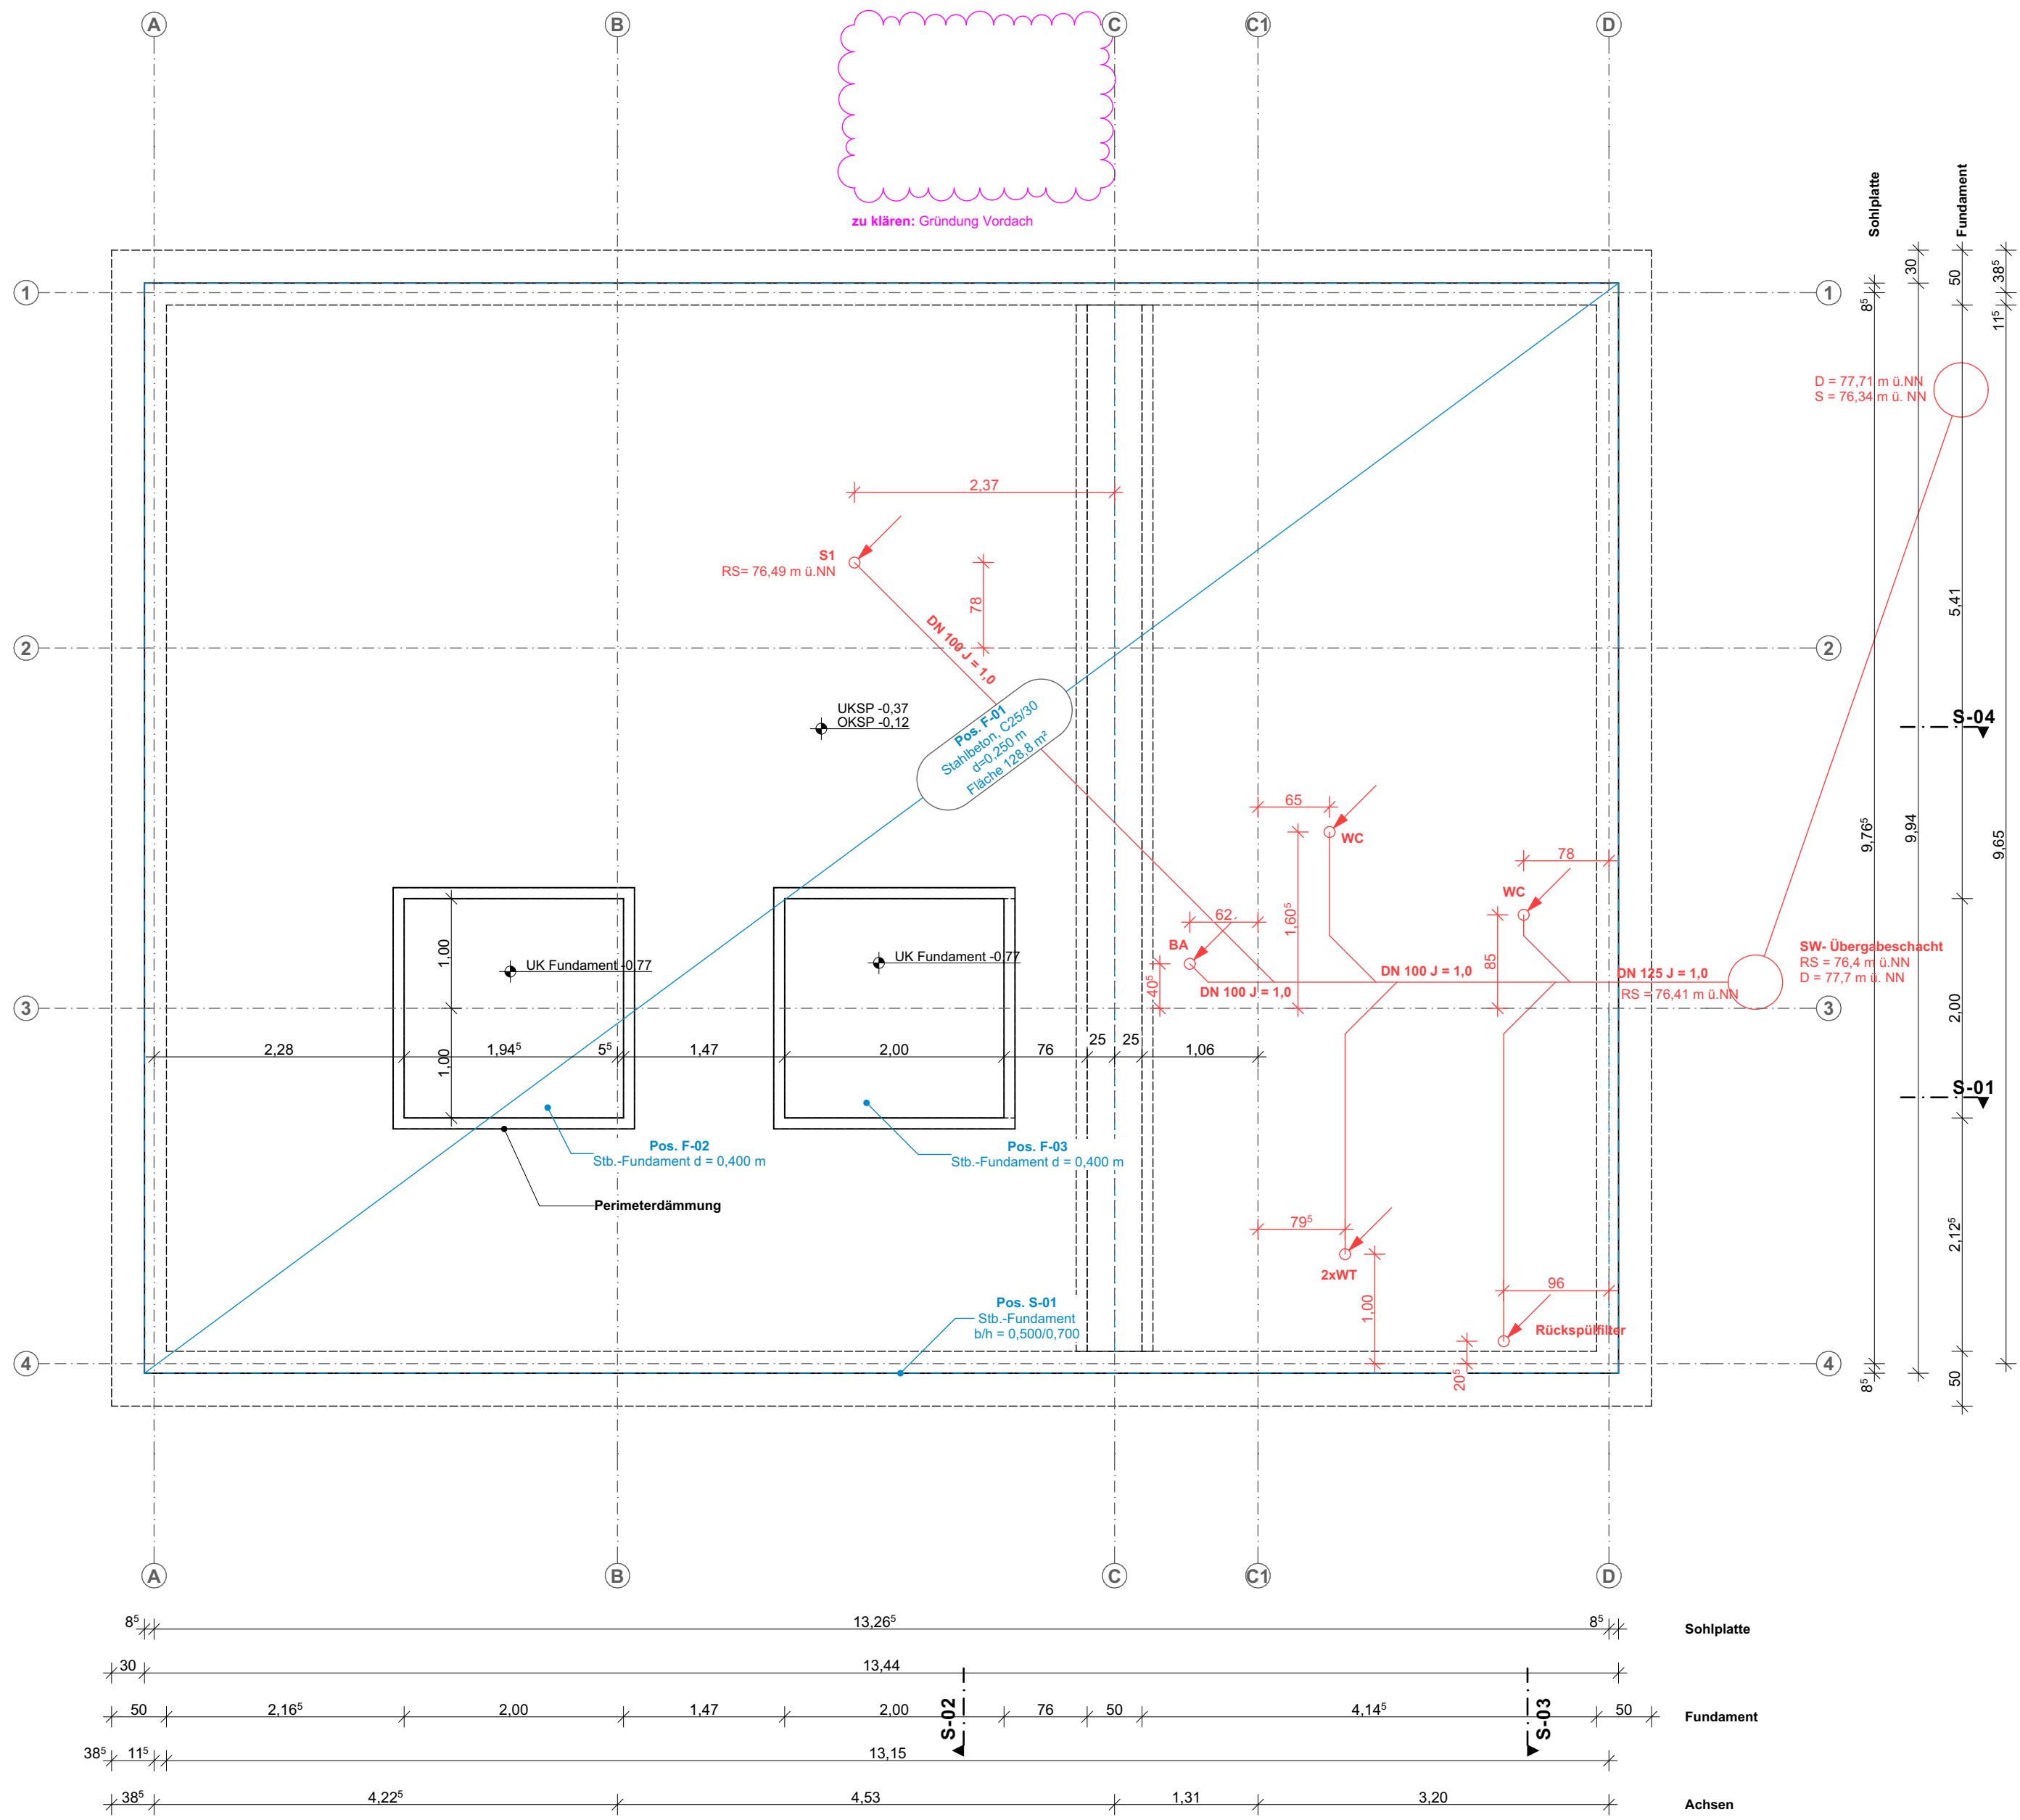 A
B
C
C1
D
zu klären: Gründung Vordach
Sohlplatte
Fundament
1
1
8⁵
30
50
38⁵
11⁵
D = 77,71 m ü.NN
S = 76,34 m ü. NN
2,37
S1
RS= 76,49 m ü.NN
78
DN 100 J = 1,0
2
2
5,41
UKSP -0,37
OKSP -0,12
Pos. F-01
Stahlbeton, C25/30
d=0,250 m
Fläche 128,8 m²
S-04
65
WC
9,76⁵
9,94
9,65
78
WC
1,60⁵
62
BA
85
40⁵
DN 100 J = 1,0
DN 100 J = 1,0
DN 125 J = 1,0
RS = 76,41 m ü.NN
SW- Übergabeschacht
RS = 76,4 m ü.NN
D = 77,7 m ü. NN
1,00
UK Fundament -0,77
UK Fundament -0,77
3
3
2,00
2,28
1,94⁵
5⁵
1,47
2,00
76
25
25
1,06
1,00
S-01
Pos. F-02
Stb.-Fundament d = 0,400 m
Pos. F-03
Stb.-Fundament d = 0,400 m
Perimeterdämmung
79⁵
2xWT
1,00
96
Rückspülfilter
20⁵
2,12⁵
Pos. S-01
Stb.-Fundament
b/h = 0,500/0,700
4
4
8⁵
50
A
B
C
C1
D
8⁵
13,26⁵
8⁵
Sohlplatte
30
13,44
50
2,16⁵
2,00
1,47
2,00
76
50
4,14⁵
50
Fundament
S-02
S-03
38⁵
11⁵
13,15
38⁵
4,22⁵
4,53
1,31
3,20
Achsen